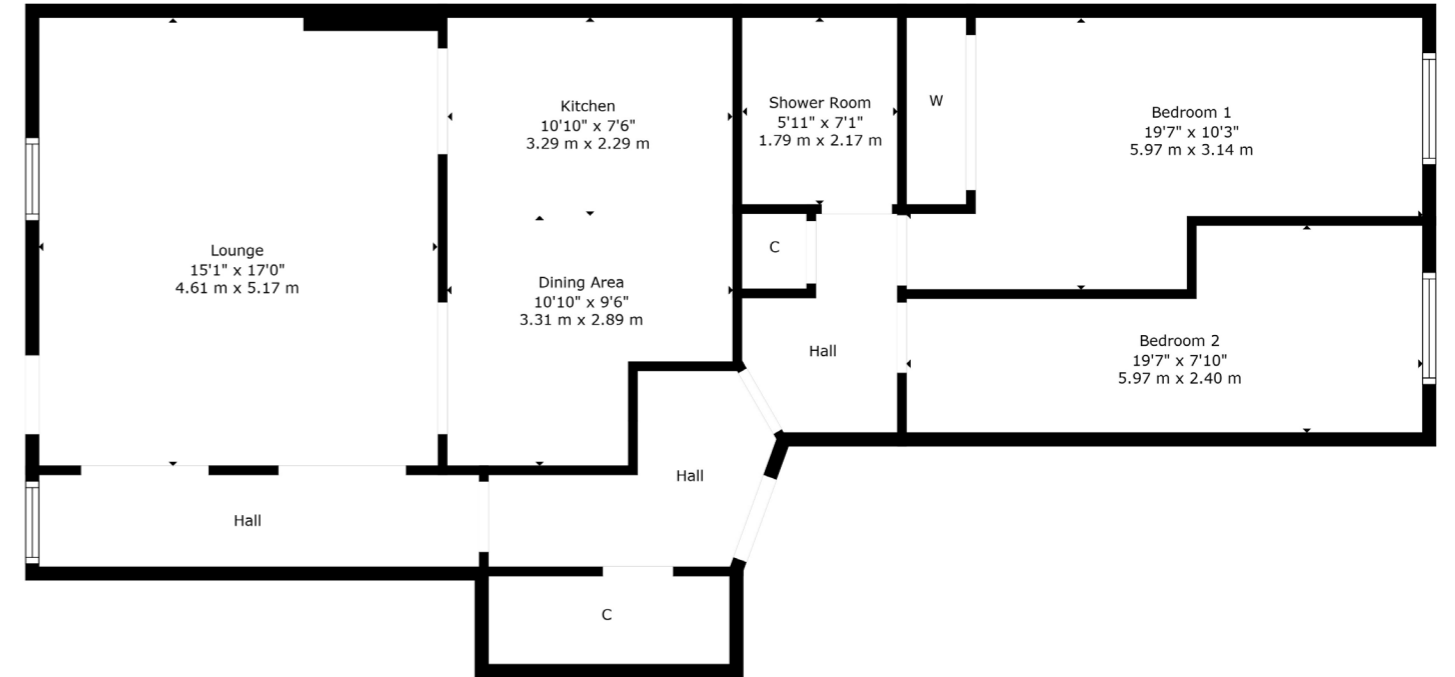 Kitchen
10'10" x 7'6"
3.29 m x 2.29 m
Shower Room
5'11" x 7'1"
1.79 m x 2.17 m
W
Bedroom 1
19'7" x 10'3"
5.97 m x 3.14 m
Lounge
15'1" x 17'0"
4.61 m x 5.17 m
C
Dining Area
10'10" x 9'6"
3.31 m x 2.89 m
Hall
Bedroom 2
19'7" x 7'10"
5.97 m x 2.40 m
Hall
Hall
C